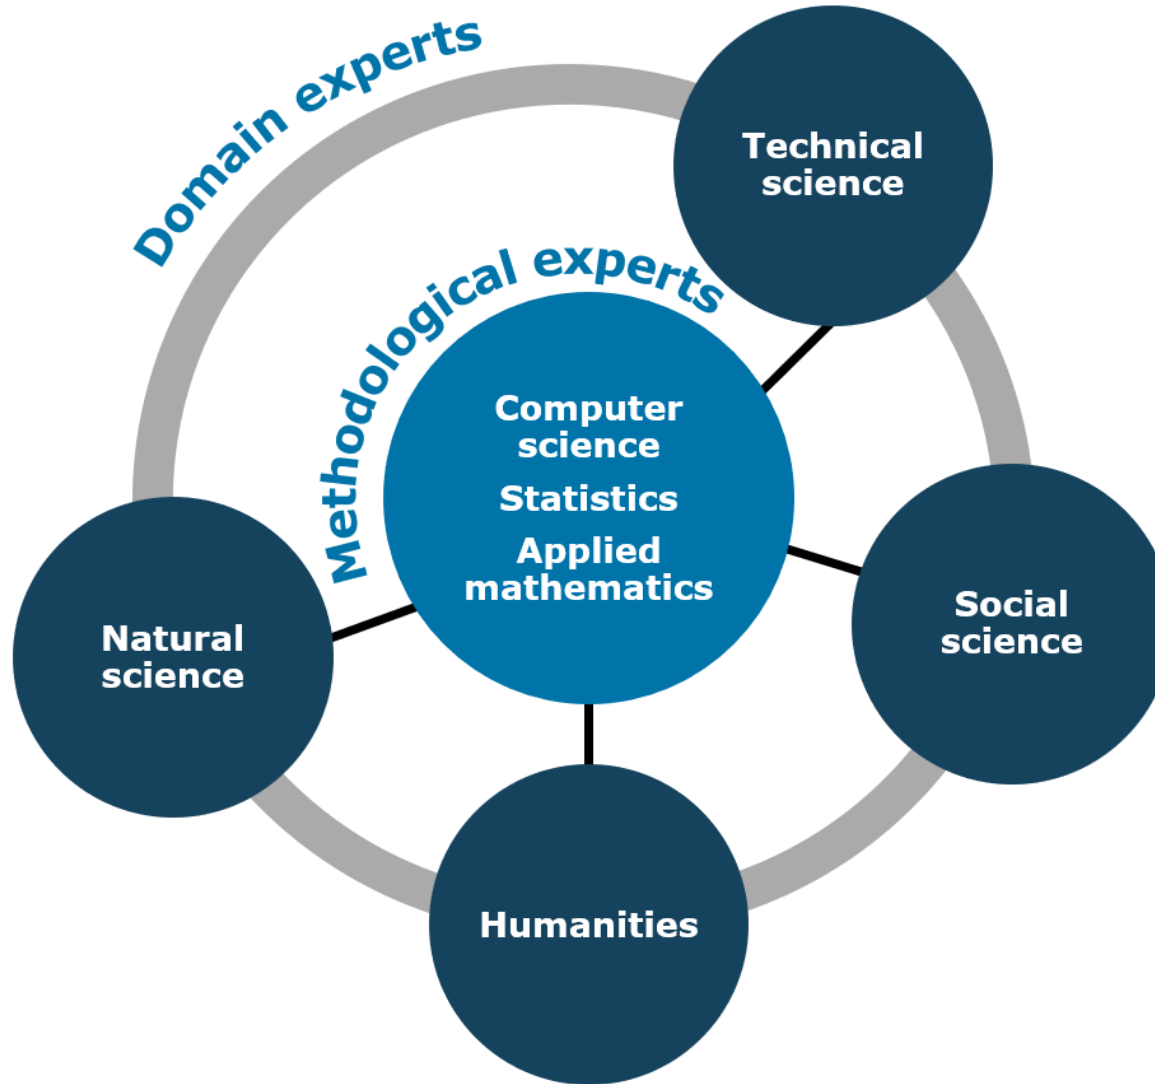 Domain experts
Technical
science
Methodological experts
Computer
science
Statistics
Applied
mathematics
Social
science
Natural
science
Humanities